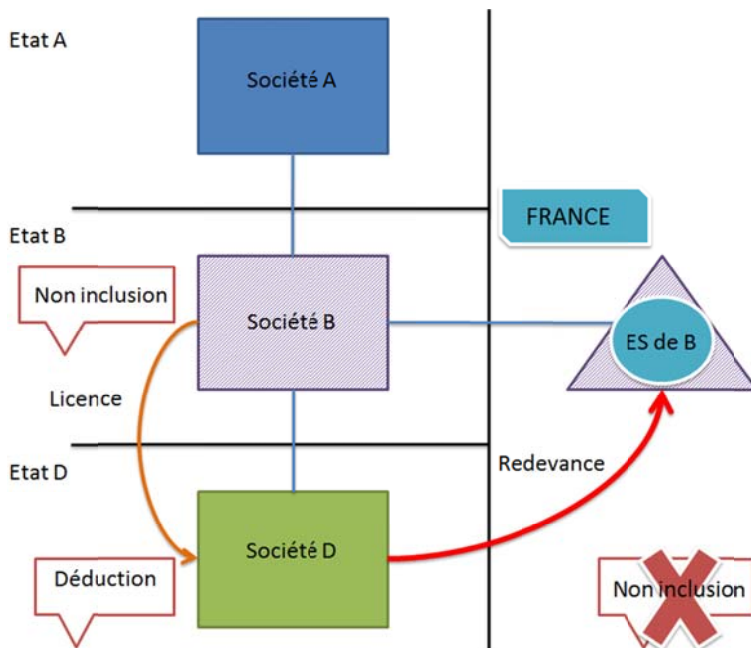 Etat A
Société A
FRANCE
Etat B
Non inclusion
Société B
ES de B
Licence
Redevance
Etat D
Société D
Déduction
Non inclusion